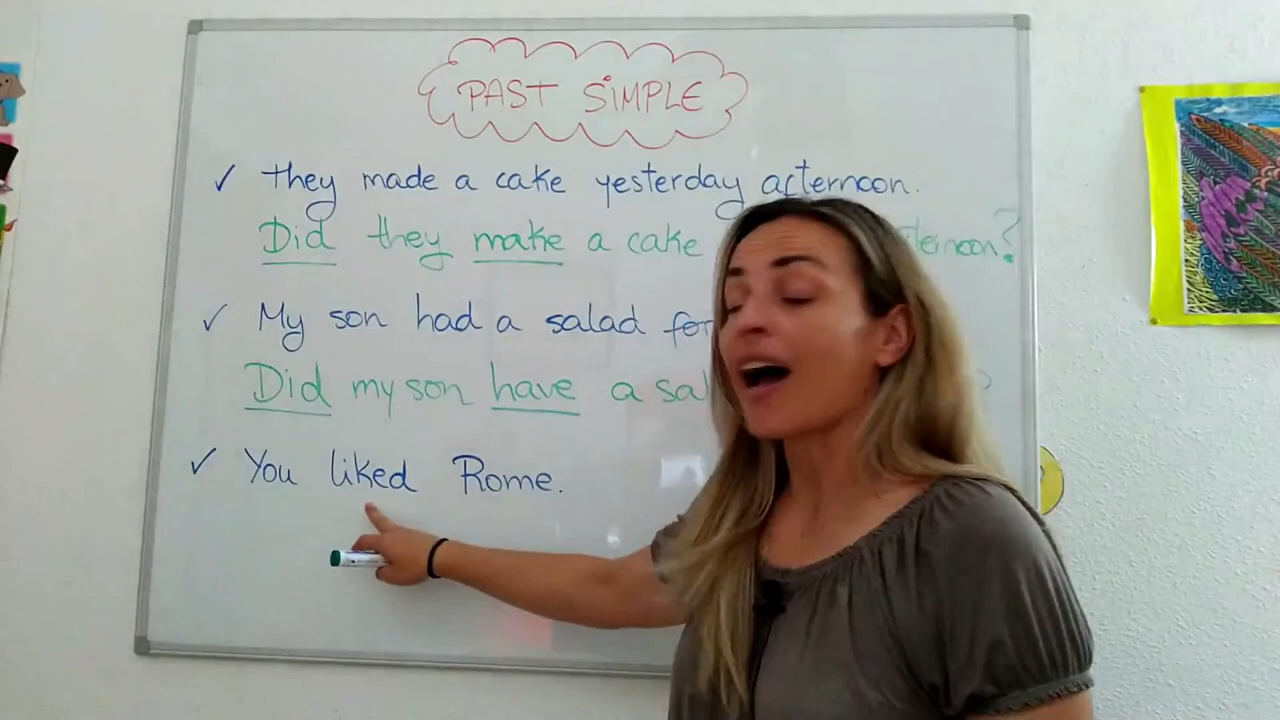 PAST SIMPLE
✓ They made a cake yesterday afternoon.
Did they make a cake
✓ My son had a salad for
Did my son have a
✓ You liked Rome.